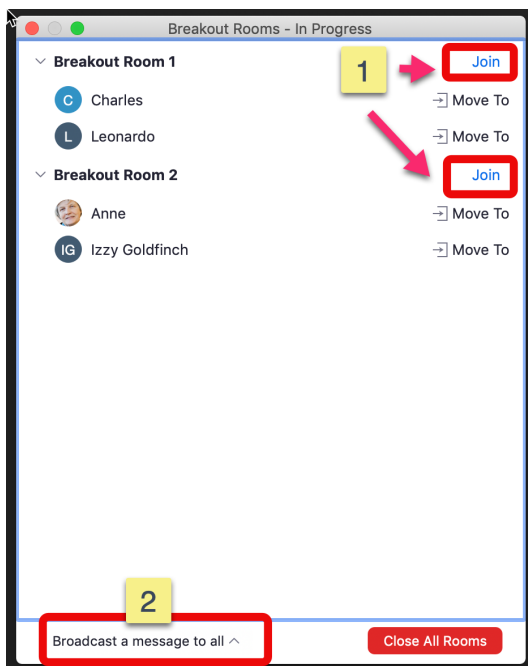 Breakout Rooms - In Progress
Breakout Room 1
Join
1
C Charles
Move To
L Leonardo
Move To
Breakout Room 2
Join
Anne
Move To
IG Izzy Goldfinch
Move To
2
Broadcast a message to all
Close All Rooms